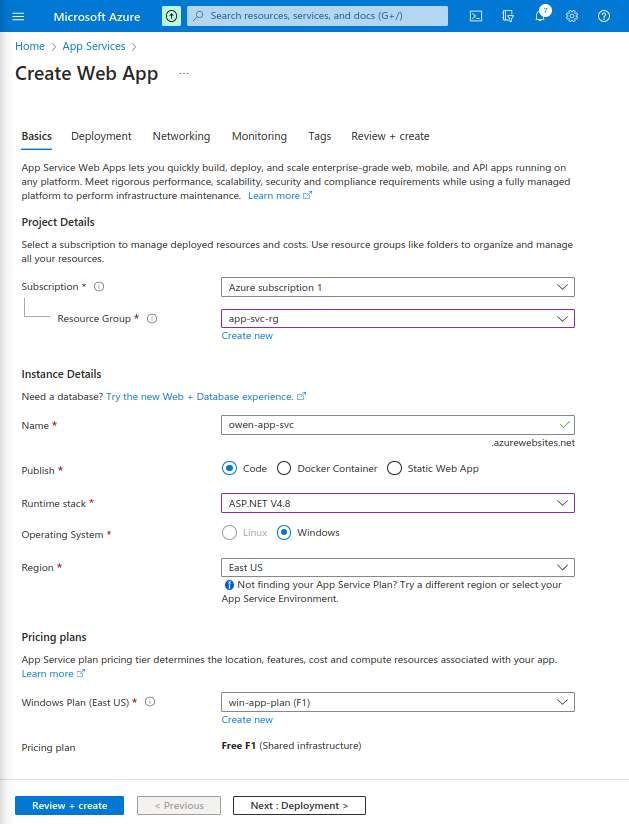 Microsoft Azure
Search resources, services, and docs (G+/)
7
Home > App Services >
Create Web App ...
Basics Deployment Networking Monitoring Tags Review + create
App Service Web Apps lets you quickly build, deploy, and scale enterprise-grade web, mobile, and API apps running on
any platform. Meet rigorous performance, scalability, security and compliance requirements while using a fully managed
platform to perform infrastructure maintenance. Learn more
Project Details
Select a subscription to manage deployed resources and costs. Use resource groups like folders to organize and manage
all your resources.
Subscription * Azure subscription 1
Resource Group * app-svc-rg
Create new
Instance Details
Need a database? Try the new Web + Database experience.
Name * owen-app-svc
.azurewebsites.net
Publish * Code Docker Container Static Web App
Runtime stack * ASP.NET V4.8
Operating System * Linux Windows
Region * East US
Not finding your App Service Plan? Try a different region or select your
App Service Environment.
Pricing plans
App Service plan pricing tier determines the location, features, cost and compute resources associated with your app.
Learn more
Windows Plan (East US) * win-app-plan (F1)
Create new
Pricing plan Free F1 (Shared infrastructure)
Review + create < Previous Next : Deployment >